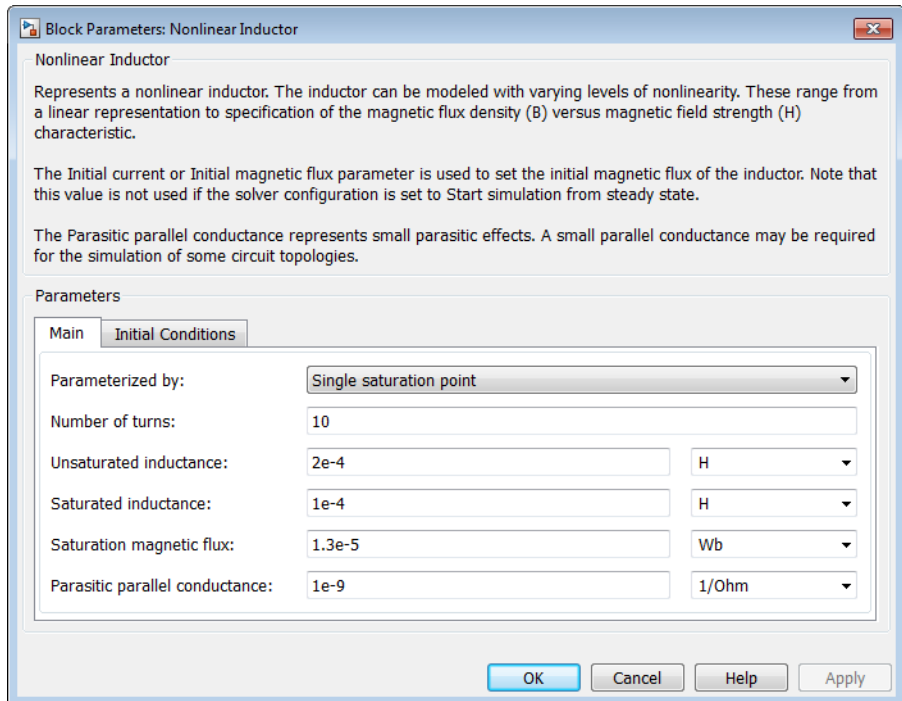 Block Parameters: Nonlinear Inductor
Nonlinear Inductor
Represents a nonlinear inductor. The inductor can be modeled with varying levels of nonlinearity. These range from
a linear representation to specification of the magnetic flux density (B) versus magnetic field strength (H)
characteristic.
The Initial current or Initial magnetic flux parameter is used to set the initial magnetic flux of the inductor. Note that
this value is not used if the solver configuration is set to Start simulation from steady state.
The Parasitic parallel conductance represents small parasitic effects. A small parallel conductance may be required
for the simulation of some circuit topologies.
Parameters
Main Initial Conditions
Parameterized by: Single saturation point
Number of turns: 10
Unsaturated inductance: 2e-4 H
Saturated inductance: 1e-4 H
Saturation magnetic flux: 1.3e-5 Wb
Parasitic parallel conductance: 1e-9 1/Ohm
OK Cancel Help Apply